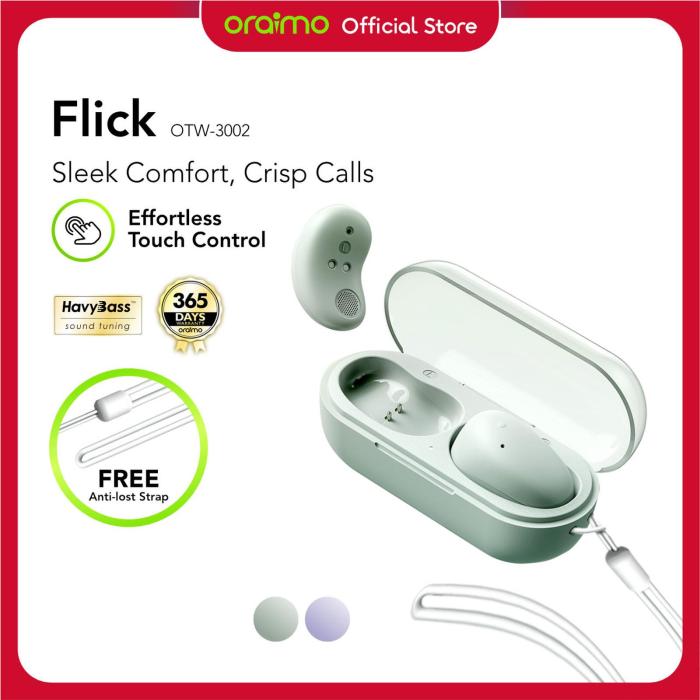 oraimo Official Store
Flick OTW-3002
Sleek Comfort, Crisp Calls
Effortless
Touch Control
HavyBass™
sound tuning
365
DAYS
WARRANTY
oraimo
FREE
Anti-lost Strap
L